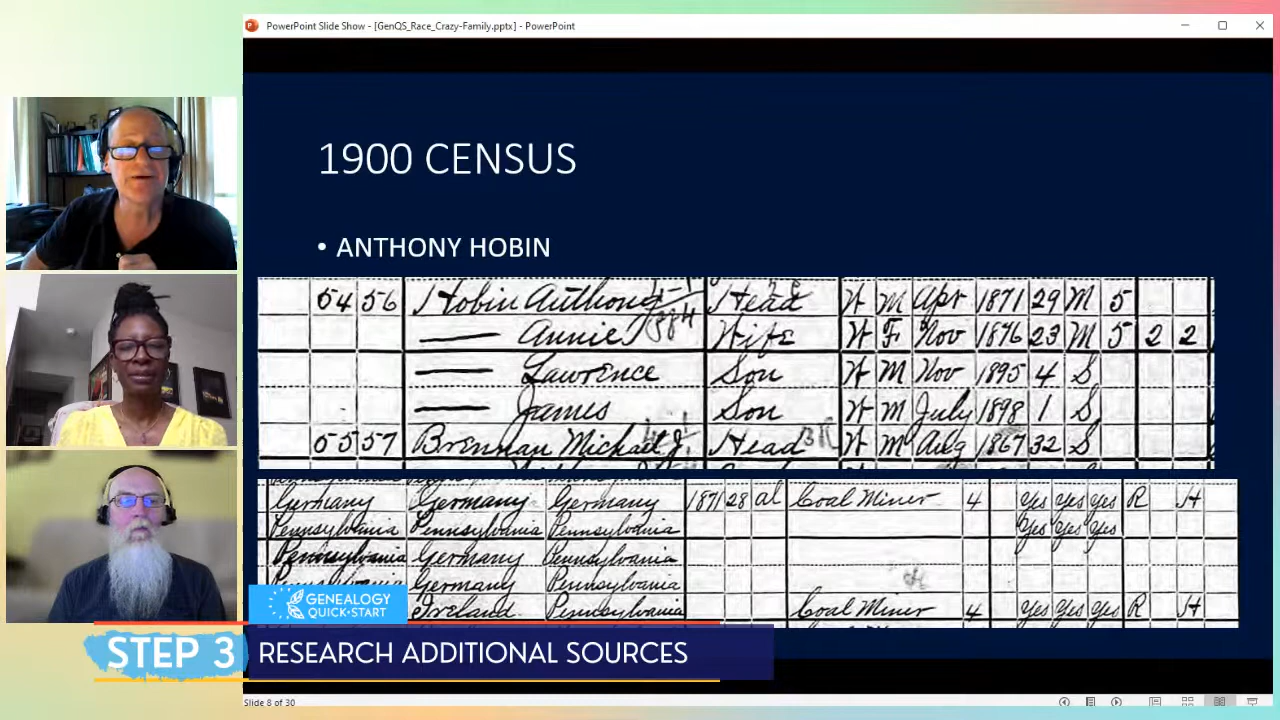 PowerPoint Slide Show - [GenQS_Race_Crazy-Family.pptx] - PowerPoint
1900 CENSUS
• ANTHONY HOBIN
54 56 Hobin Anthony Head W M Apr 1871 29 M 5
— Annie Wife W F Nov 1876 23 M 5 2 2
— Lawrence Son W M Nov 1895 4 S
— James Son W M July 1898 1 S
55 57 Brennan Michael J. Head W M Aug 1867 32 S
Germany Germany Germany 1871 28 al Coal Miner 4 yes yes yes R H
Pennsylvania Pennsylvania Pennsylvania yes yes yes
Pennsylvania Germany Pennsylvania
Pennsylvania Germany Pennsylvania
Ireland Pennsylvania Coal Miner 4 yes yes yes R H
GENEALOGY
QUICK★START
STEP 3 RESEARCH ADDITIONAL SOURCES
Slide 8 of 30